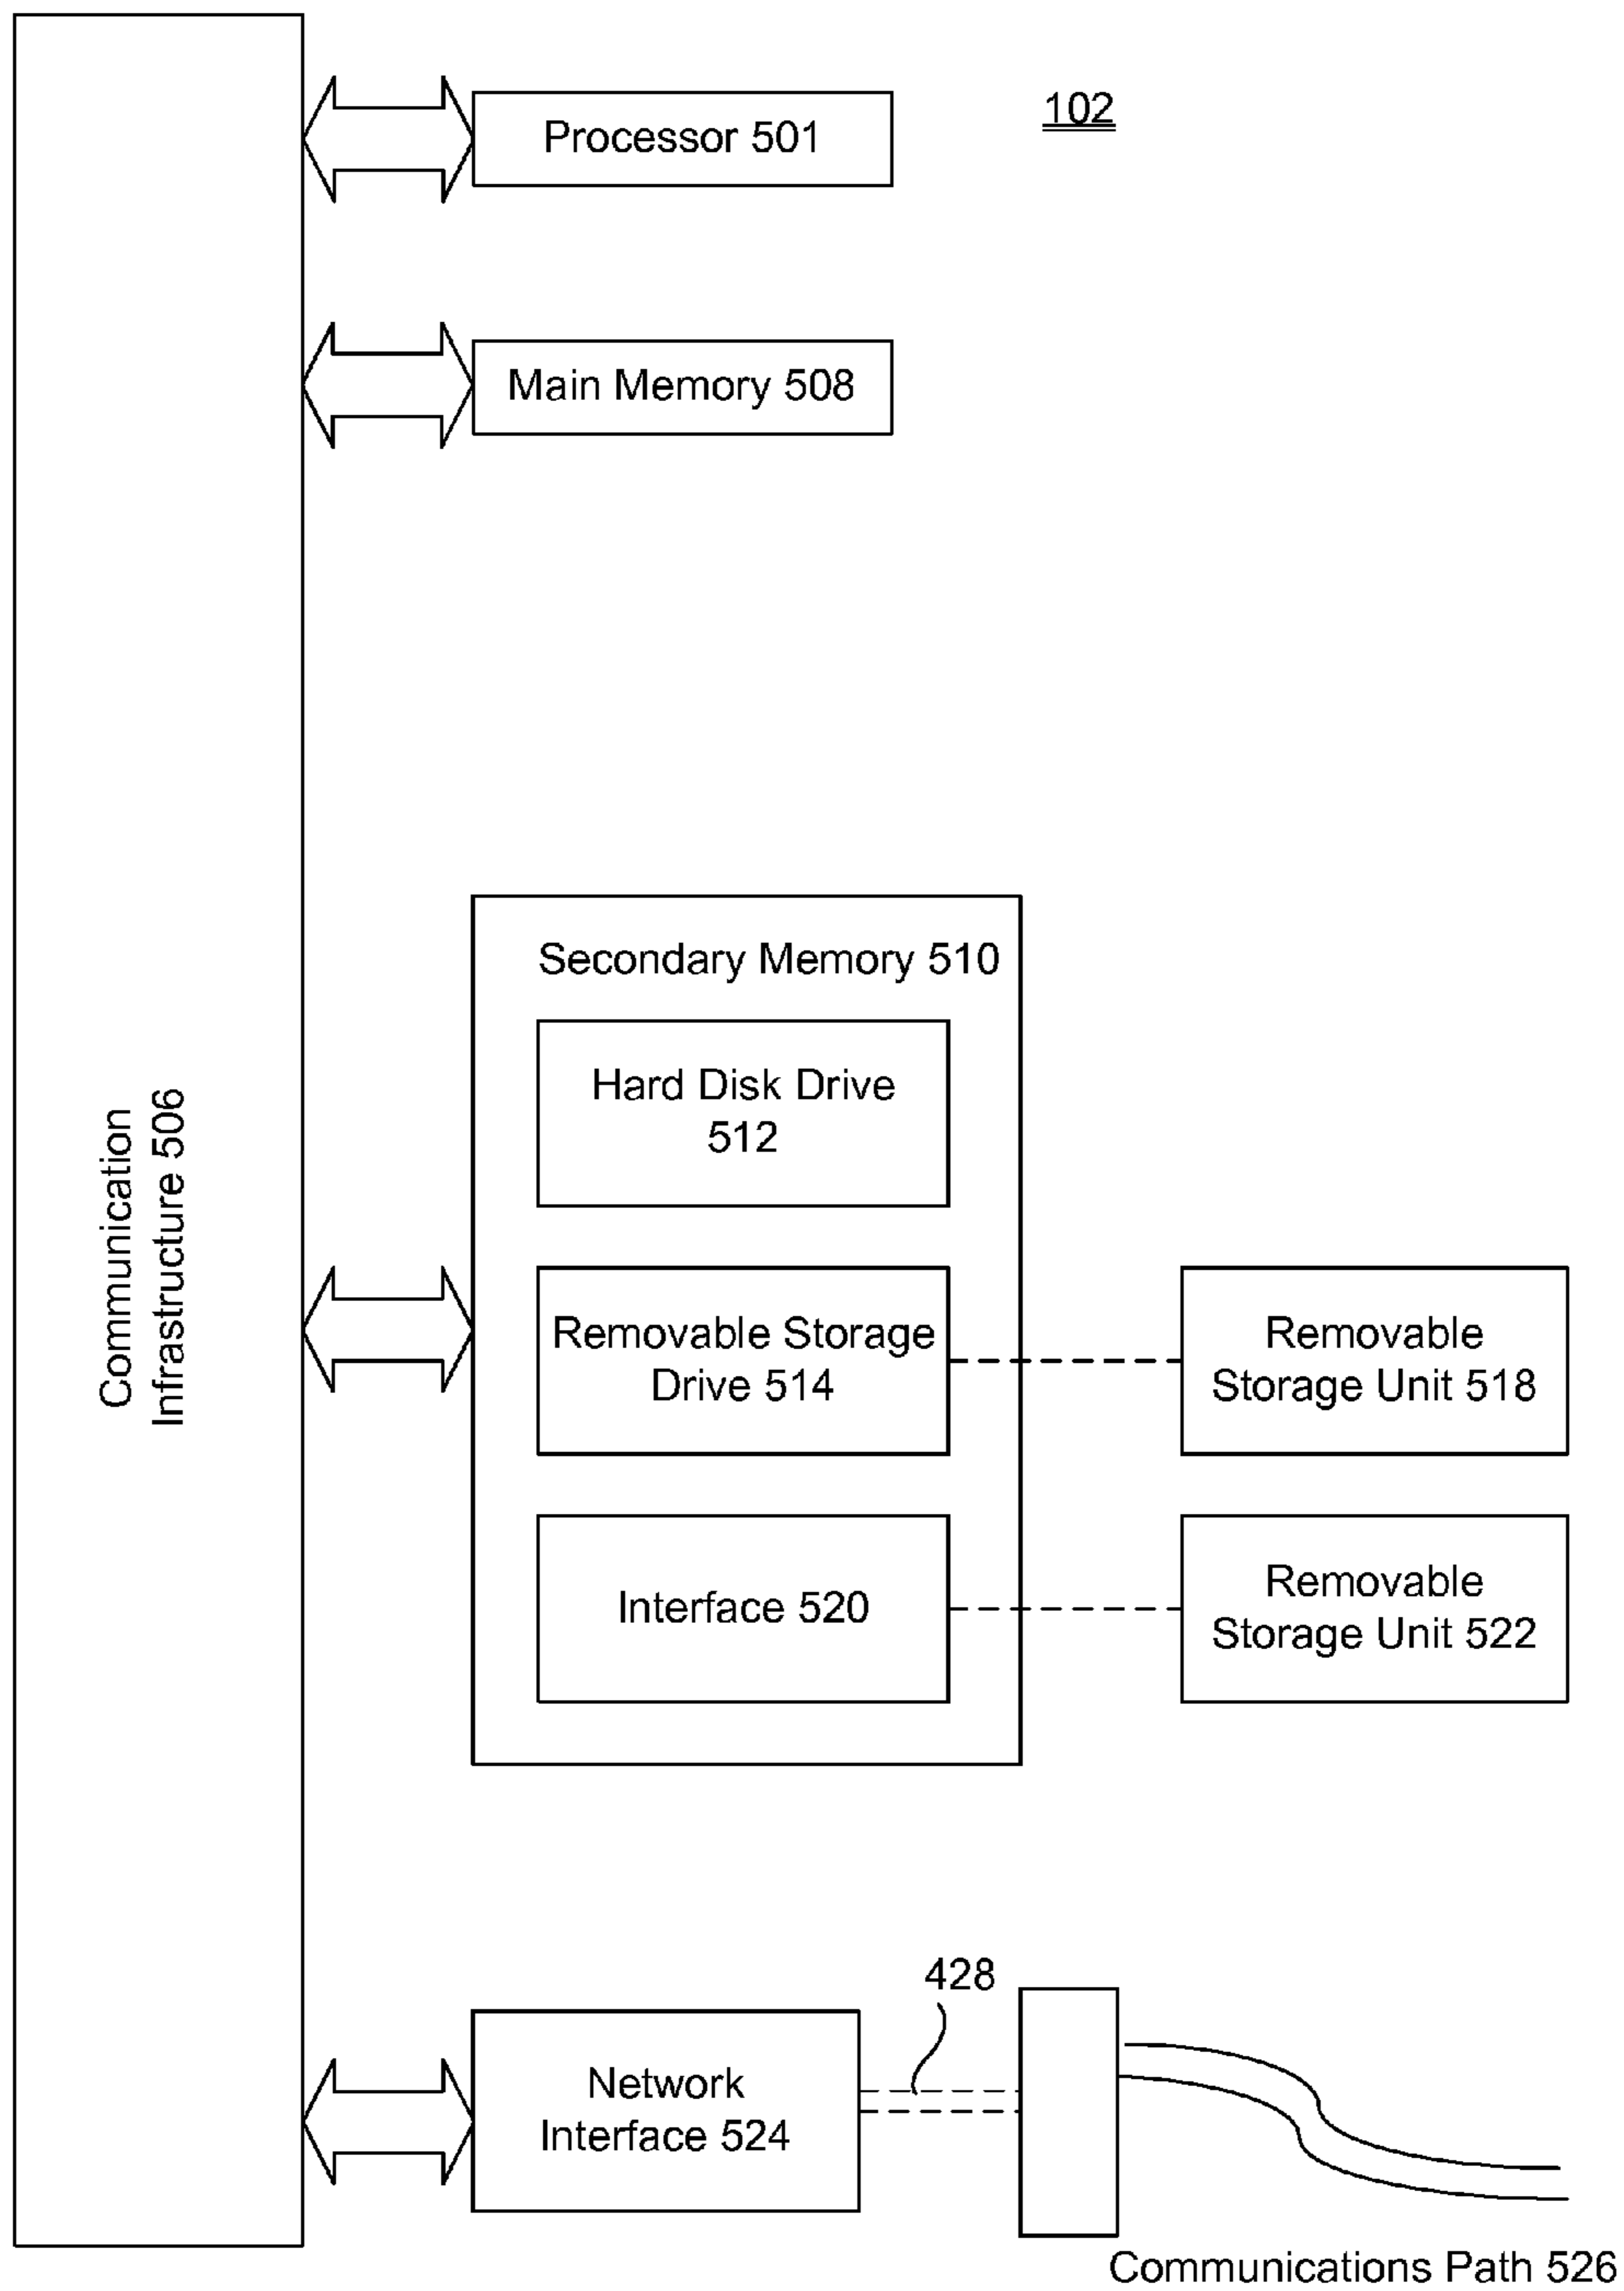 Processor 501
102
Main Memory 508
Communication
Infrastructure 506
Secondary Memory 510
Hard Disk Drive
512
Removable Storage
Drive 514
Removable
Storage Unit 518
Interface 520
Removable
Storage Unit 522
428
Network
Interface 524
Communications Path 526